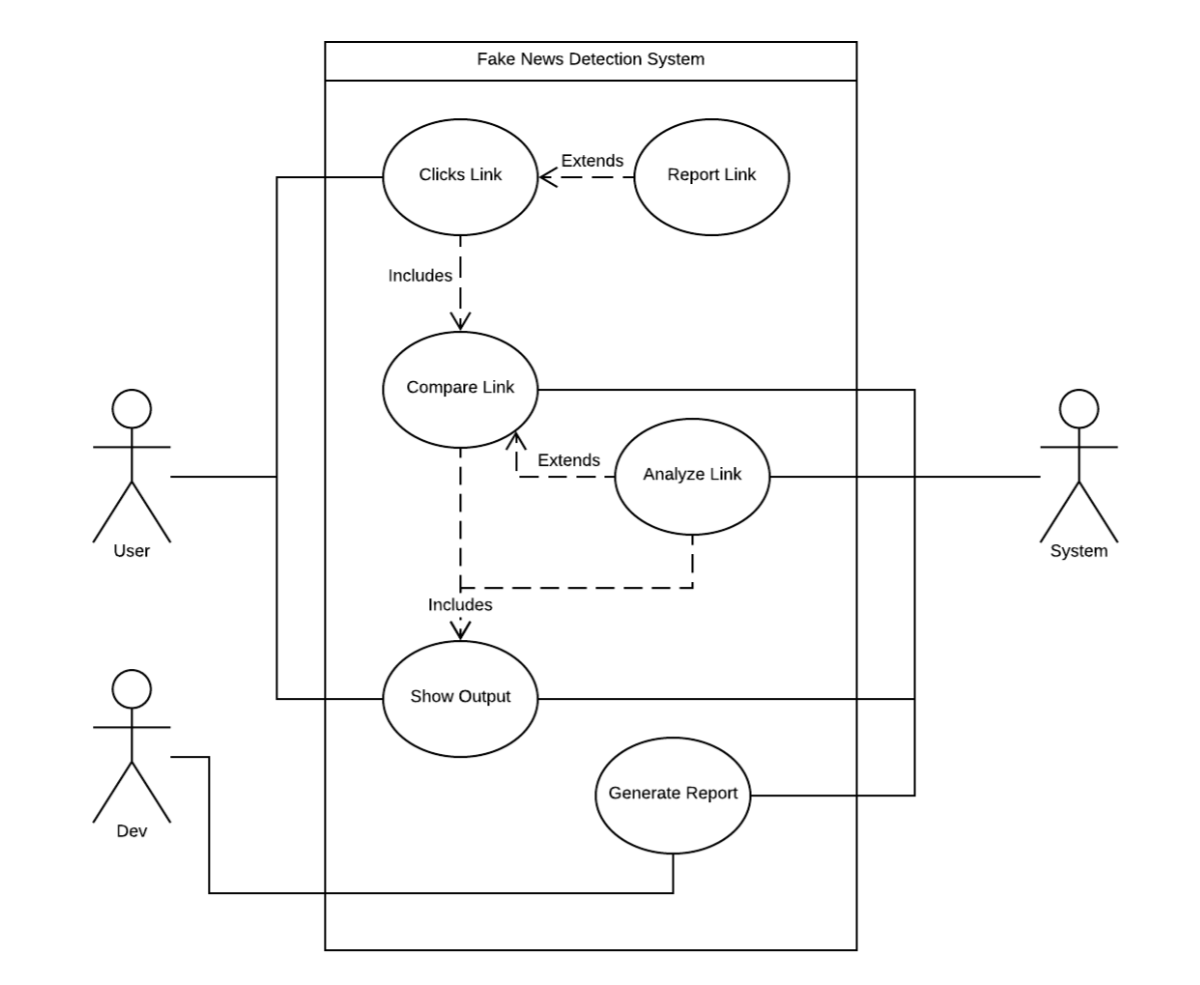 Fake News Detection System
Clicks Link
Extends
Report Link
Includes
Compare Link
Extends
Analyze Link
User
System
Includes
Show Output
Generate Report
Dev